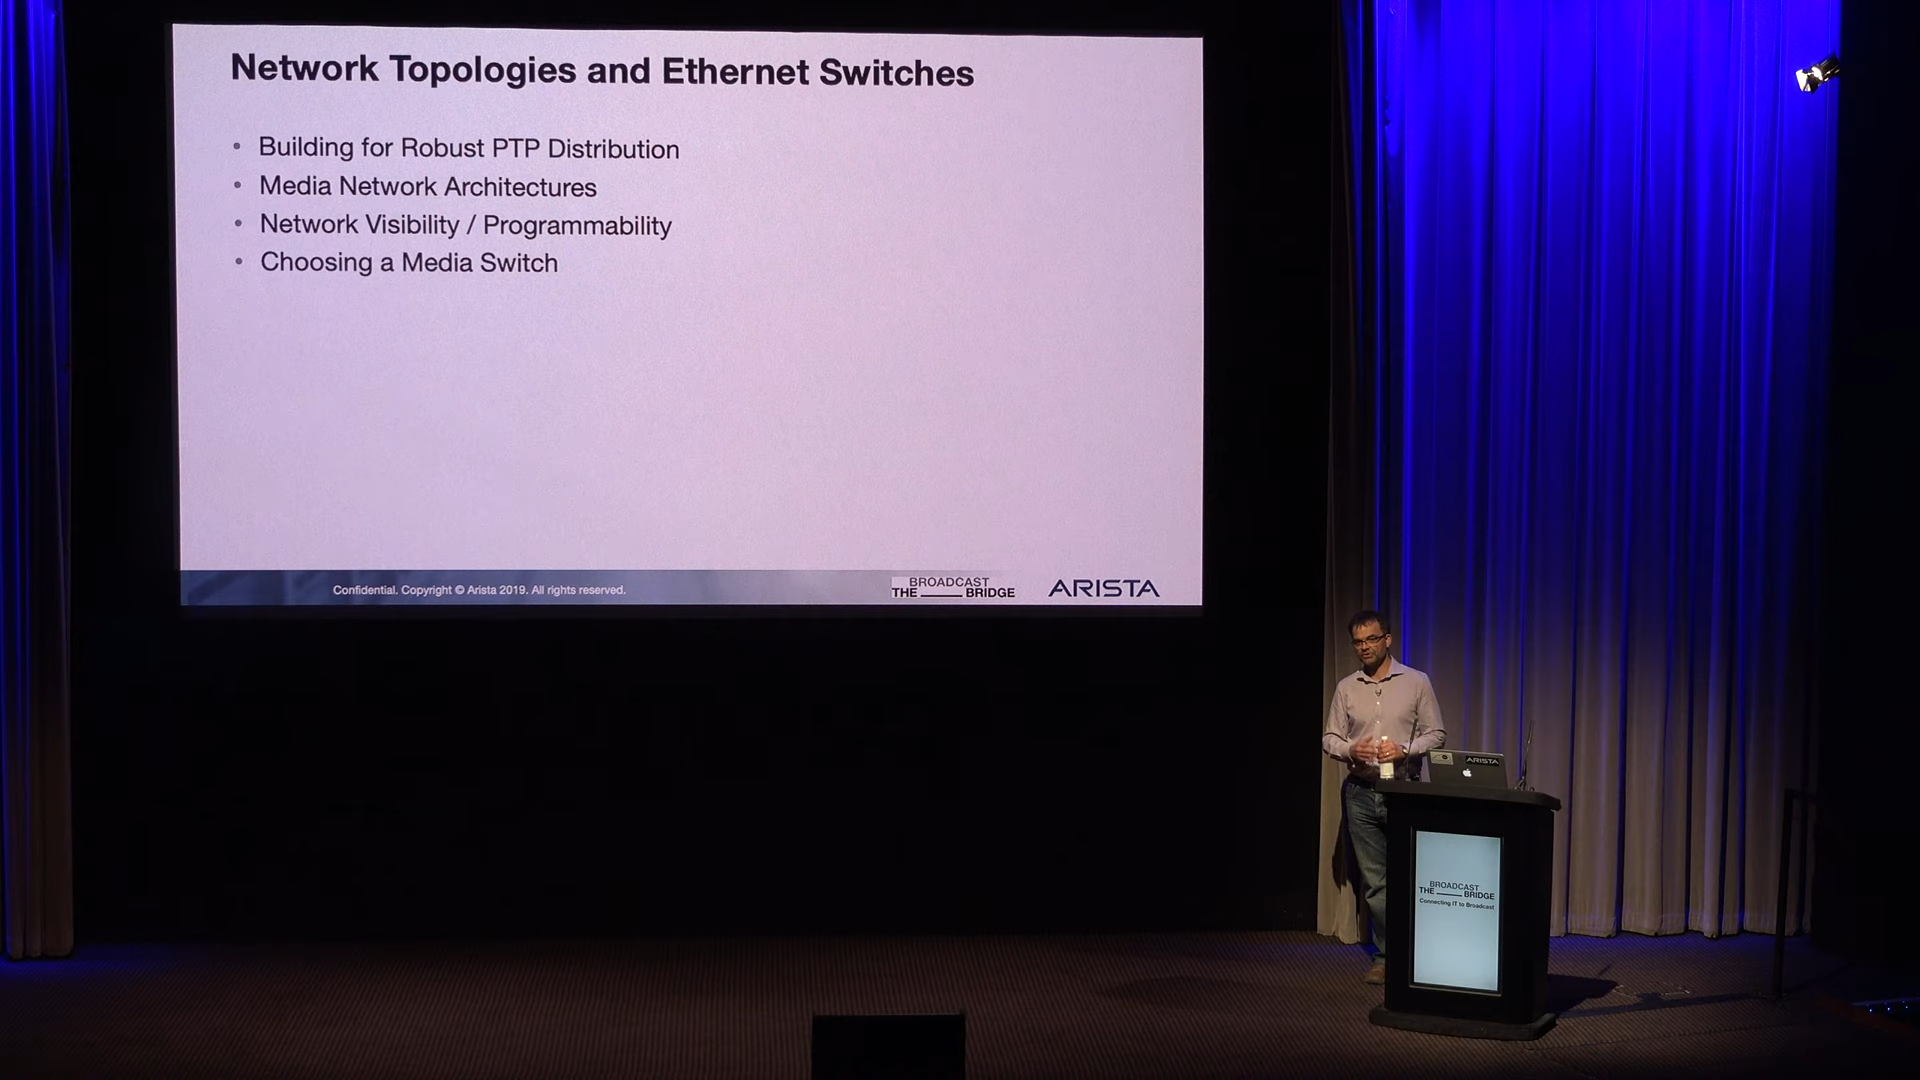 Network Topologies and Ethernet Switches
• Building for Robust PTP Distribution
• Media Network Architectures
• Network Visibility / Programmability
• Choosing a Media Switch
Confidential. Copyright © Arista 2019. All rights reserved.
BROADCAST
THE ____ BRIDGE
ARISTA
ARISTA
BROADCAST
THE ____ BRIDGE
Connecting IT to Broadcast